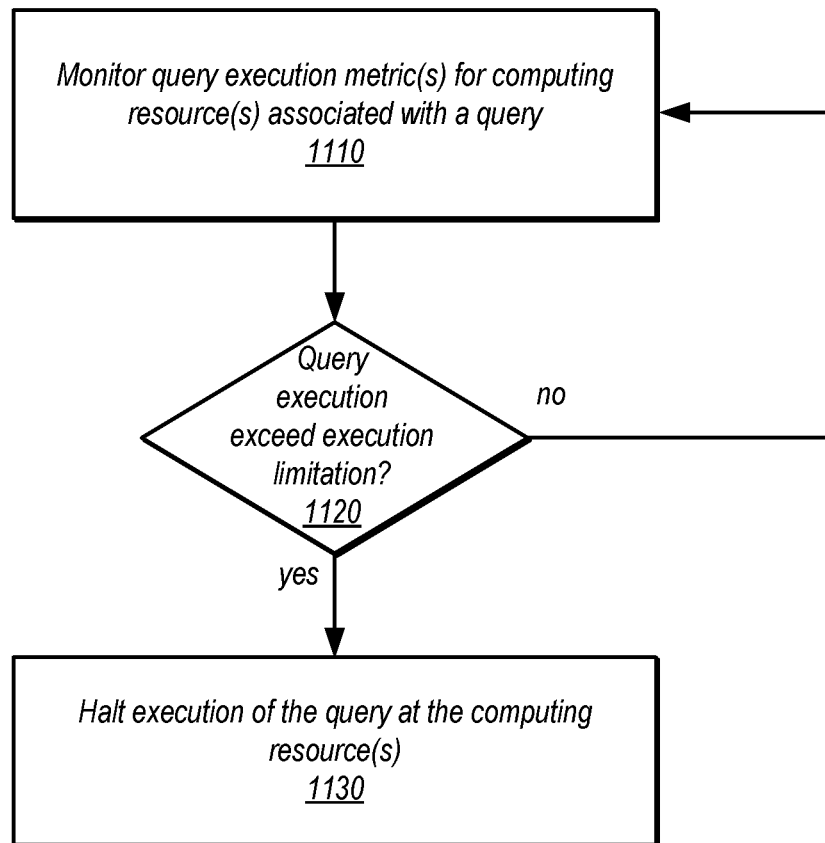 Monitor query execution metric(s) for computing
resource(s) associated with a query
1110
Query
execution
exceed execution
limitation?
1120
no
yes
Halt execution of the query at the computing
resource(s)
1130